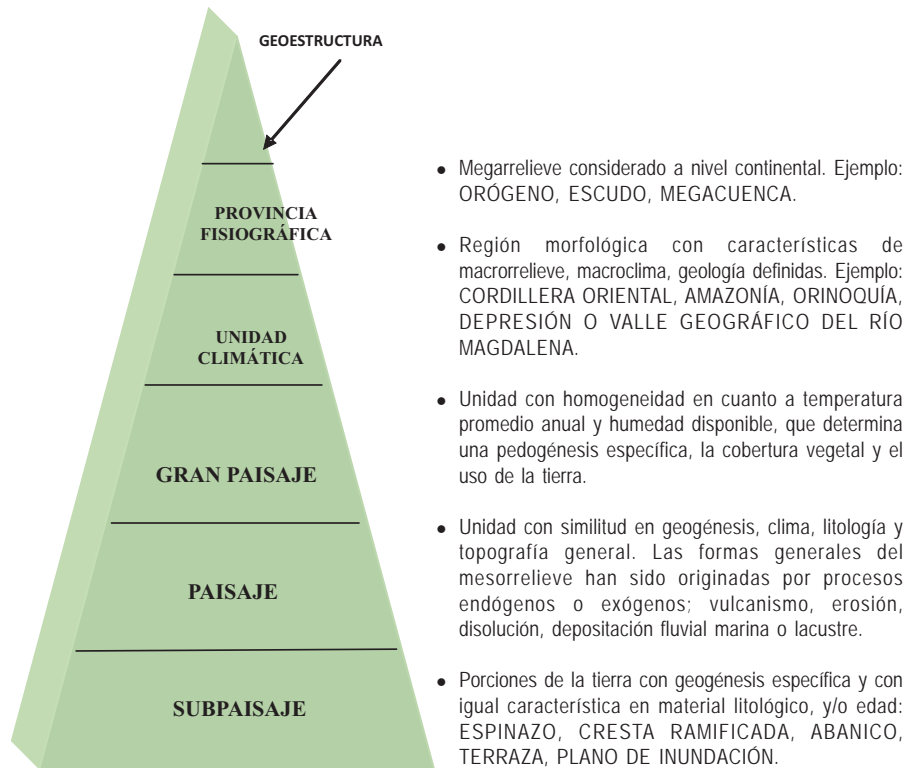 GEOESTRUCTURA
PROVINCIA
FISIOGRÁFICA
UNIDAD
CLIMÁTICA
GRAN PAISAJE
PAISAJE
SUBPAISAJE
• Megarrelieve considerado a nivel continental. Ejemplo:
ORÓGENO, ESCUDO, MEGACUENCA.
• Región morfológica con características de
macrorrelieve, macroclima, geología definidas. Ejemplo:
CORDILLERA ORIENTAL, AMAZONÍA, ORINOQUÍA,
DEPRESIÓN O VALLE GEOGRÁFICO DEL RÍO
MAGDALENA.
• Unidad con homogeneidad en cuanto a temperatura
promedio anual y humedad disponible, que determina
una pedogénesis específica, la cobertura vegetal y el
uso de la tierra.
• Unidad con similitud en geogénesis, clima, litología y
topografía general. Las formas generales del
mesorrelieve han sido originadas por procesos
endógenos o exógenos; vulcanismo, erosión,
disolución, depositación fluvial marina o lacustre.
• Porciones de la tierra con geogénesis específica y con
igual característica en material litológico, y/o edad:
ESPINAZO, CRESTA RAMIFICADA, ABANICO,
TERRAZA, PLANO DE INUNDACIÓN.